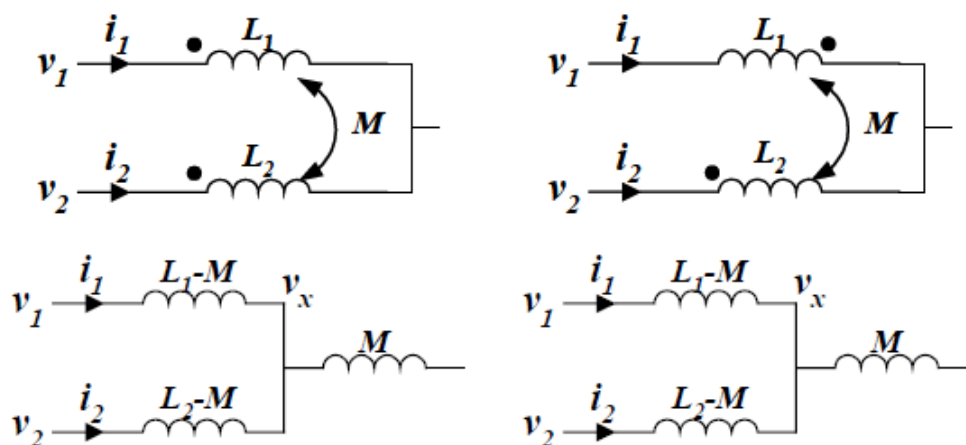 i1 L1 i1 L1
v1 v1
M M
i2 L2 i2 L2
v2 v2
i1 L1-M vx i1 L1-M vx
v1 v1
M M
i2 L2-M i2 L2-M
v2 v2